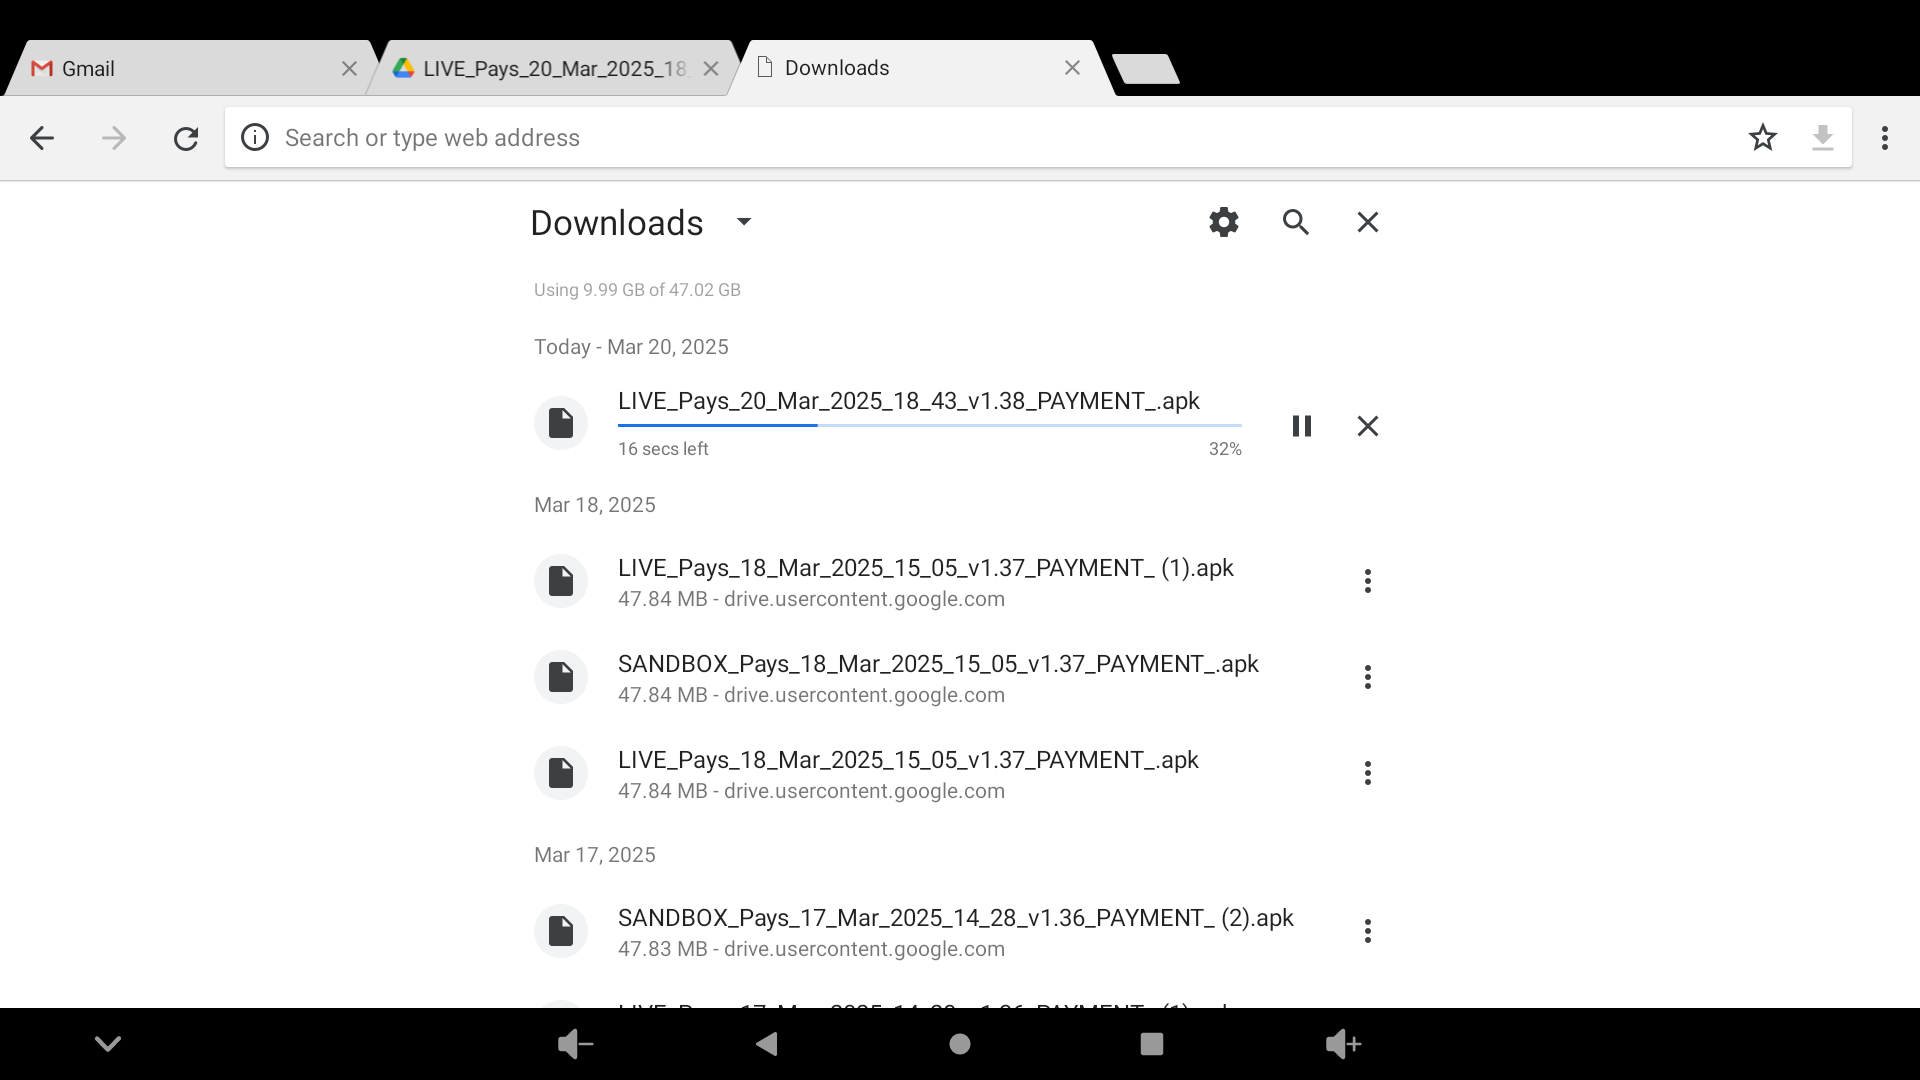 Gmail
LIVE_Pays_20_Mar_2025_18
Downloads
Search or type web address
Downloads
Using 9.99 GB of 47.02 GB
Today - Mar 20, 2025
LIVE_Pays_20_Mar_2025_18_43_v1.38_PAYMENT_.apk
16 secs left
32%
Mar 18, 2025
LIVE_Pays_18_Mar_2025_15_05_v1.37_PAYMENT_ (1).apk
47.84 MB - drive.usercontent.google.com
SANDBOX_Pays_18_Mar_2025_15_05_v1.37_PAYMENT_.apk
47.84 MB - drive.usercontent.google.com
LIVE_Pays_18_Mar_2025_15_05_v1.37_PAYMENT_.apk
47.84 MB - drive.usercontent.google.com
Mar 17, 2025
SANDBOX_Pays_17_Mar_2025_14_28_v1.36_PAYMENT_ (2).apk
47.83 MB - drive.usercontent.google.com